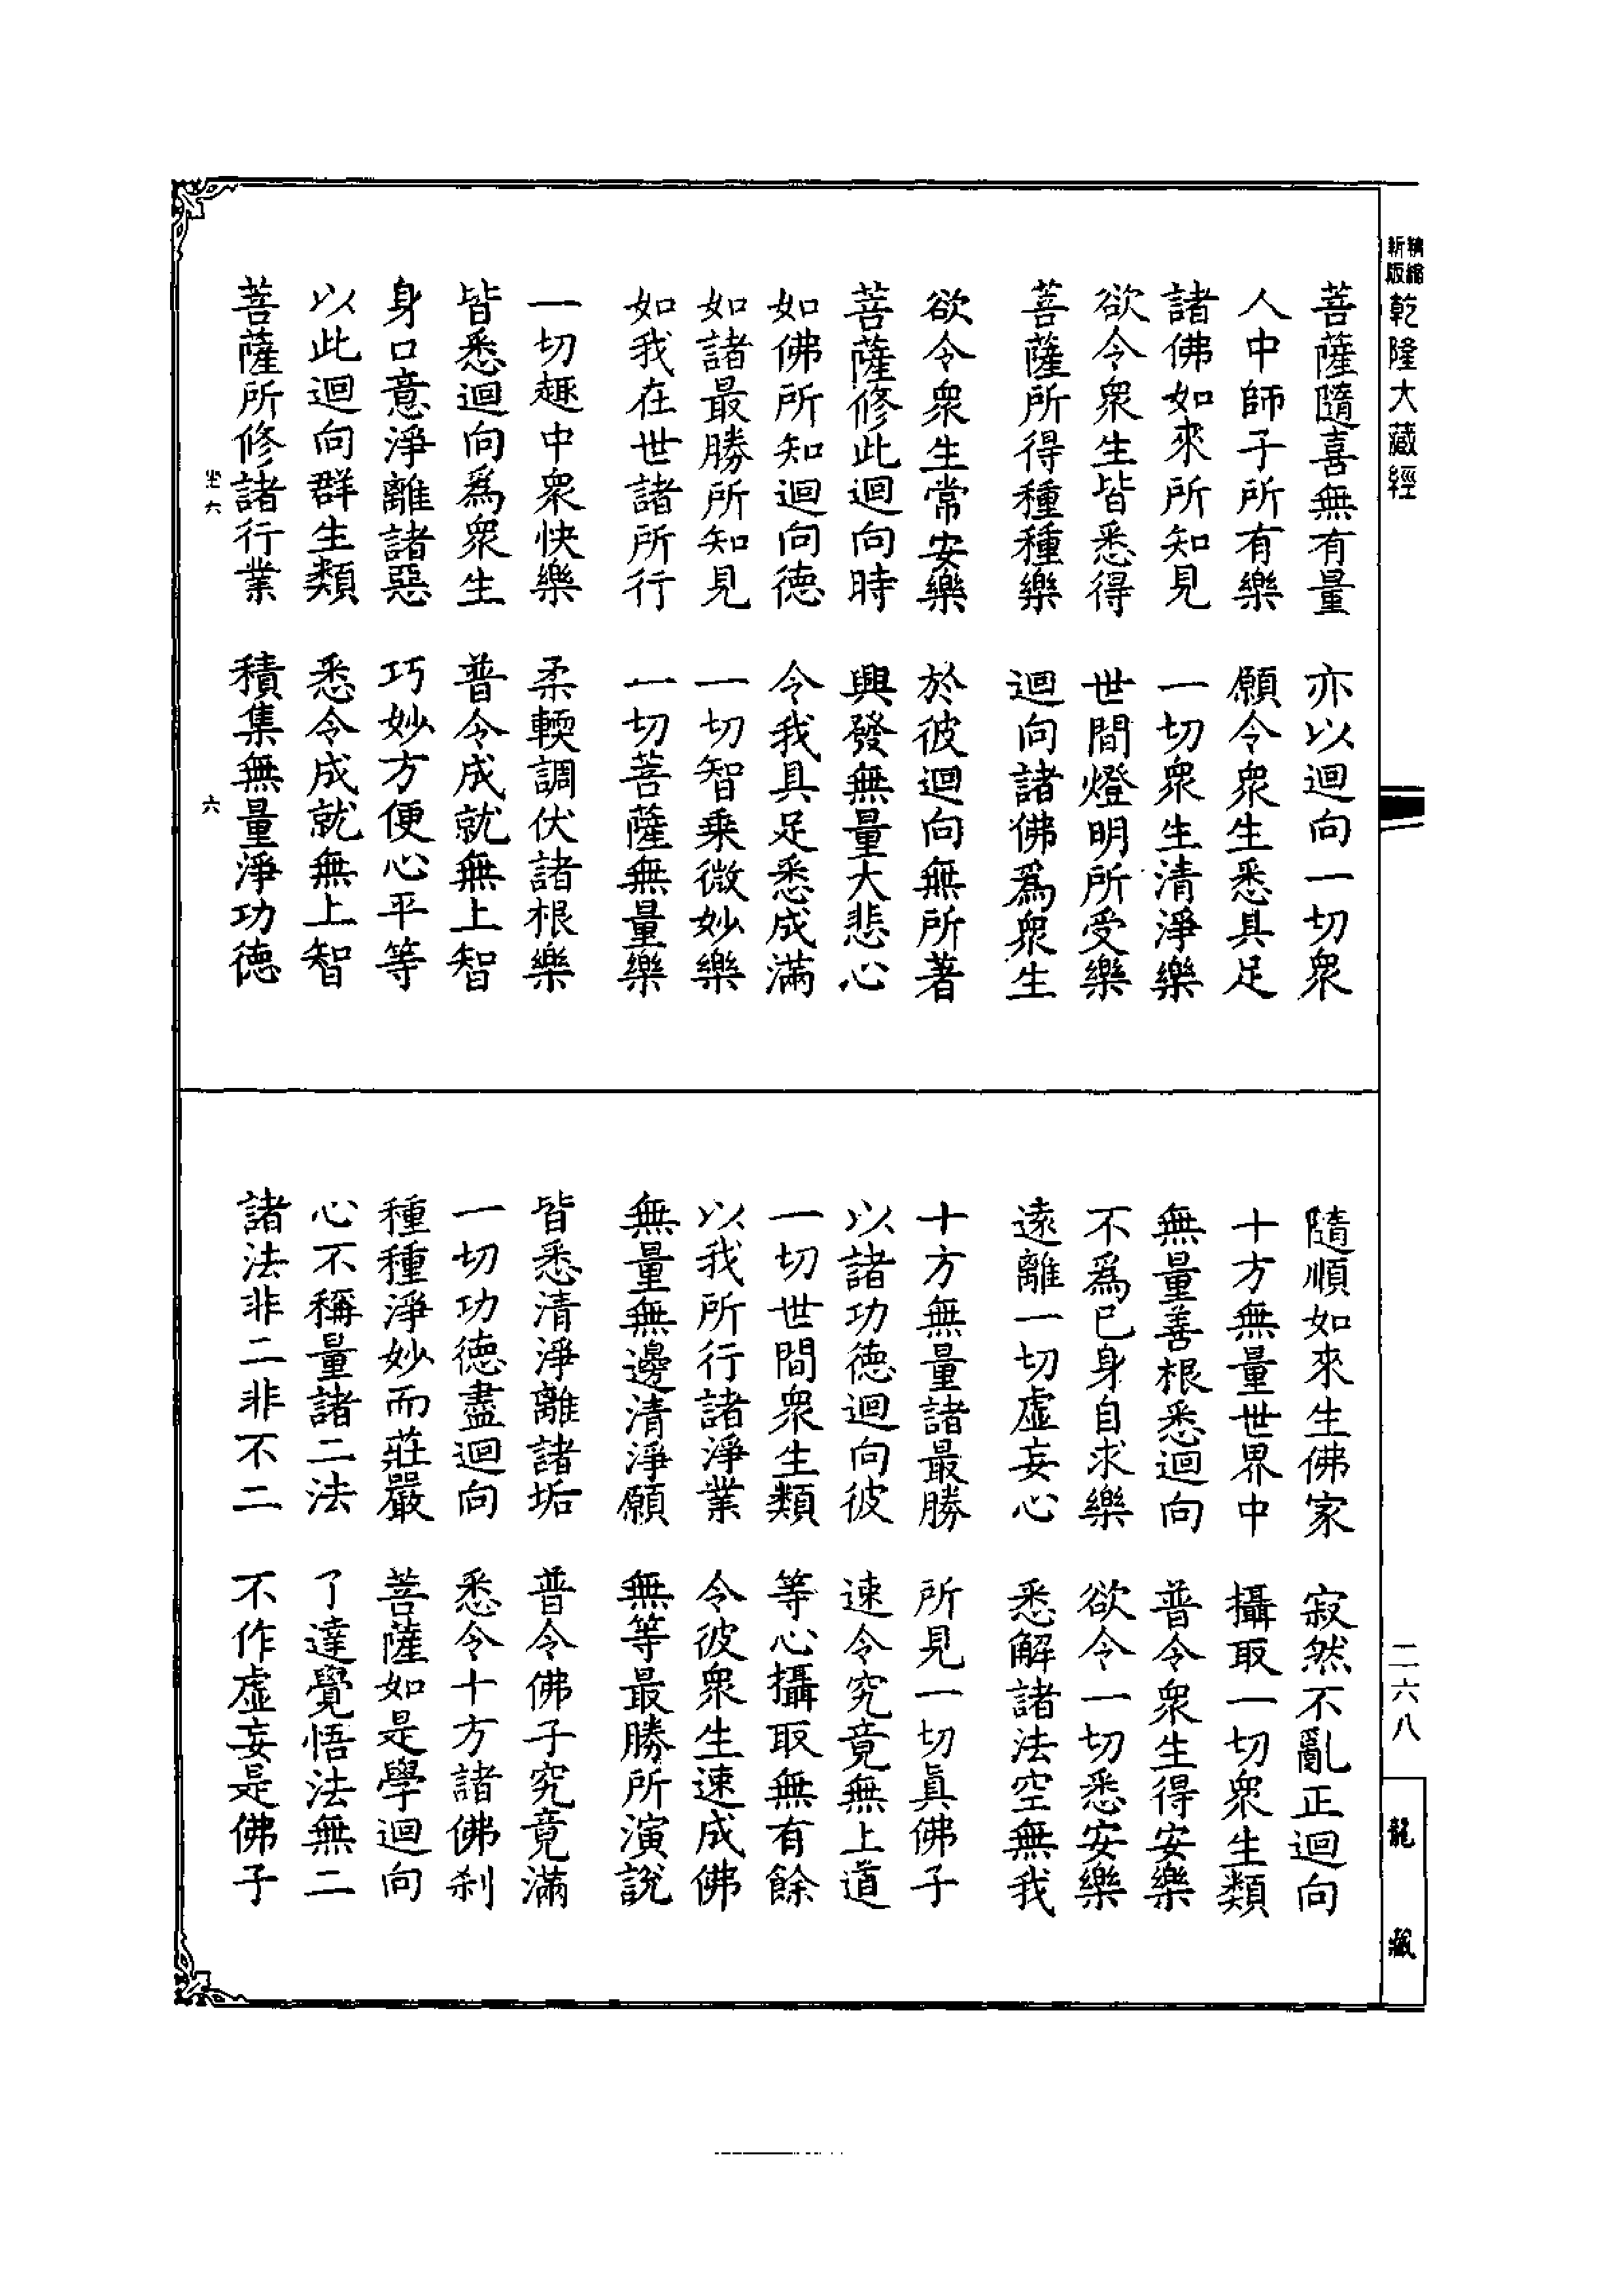 精縮新版乾隆大藏經
菩薩隨喜無有量　亦以迴向一切衆
人中師子所有樂　願令衆生悉具足
諸佛如來所知見　一切衆生清淨樂
欲令衆生皆悉得　世間燈明所受樂
菩薩所得種種樂　迴向諸佛爲衆生
欲令衆生常安樂　於彼迴向無所著
菩薩修此迴向時　興發無量大悲心
如佛所知迴向德　令我具足悉成滿
如諸最勝所知見　一切智乗微妙樂
如我在世諸所行　一切菩薩無量樂
一切趣中衆快樂　柔輭調伏諸根樂
皆悉迴向爲衆生　普令成就無上智
身口意淨離諸惡　巧妙方便心平等
以此迴向群生類　悉令成就無上智
菩薩所修諸行業　積集無量淨功德
坐六　六
隨順如來生佛家　寂然不亂正迴向
十方無量世界中　攝取一切衆生類
無量善根悉迴向　普令衆生得安樂
不爲已身自求樂　欲令一切悉安樂
遠離一切虛妄心　悉解諸法空無我
十方無量諸最勝　所見一切眞佛子
以諸功德迴向彼　速令究竟無上道
一切世間衆生類　等心攝取無有餘
以我所行諸淨業　令彼衆生速成佛
無量無邊清淨願　無等最勝所演說
皆悉清淨離諸垢　普令佛子究竟滿
一切功德盡迴向　悉令十方諸佛刹
種種淨妙而莊嚴　菩薩如是學迴向
心不稱量諸二法　了達覺悟法無二
諸法非二非不二　不作虛妄是佛子
二六八
龍藏